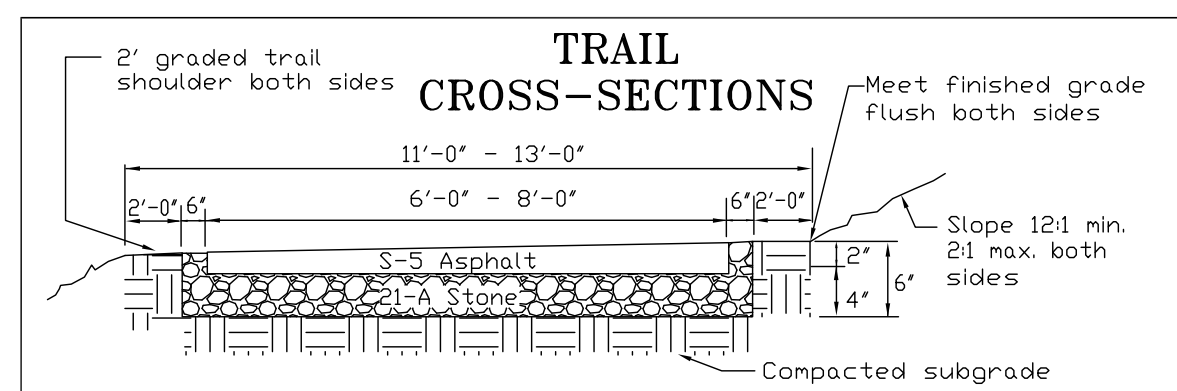 TRAIL
CROSS-SECTIONS
2' graded trail
shoulder both sides
Meet finished grade
flush both sides
11'-0" - 13'-0"
2'-0"
6"
6'-0" - 8'-0"
6"
2'-0"
Slope 12:1 min.
2:1 max. both
sides
S-5 Asphalt
2"
6"
21-A Stone
4"
Compacted subgrade